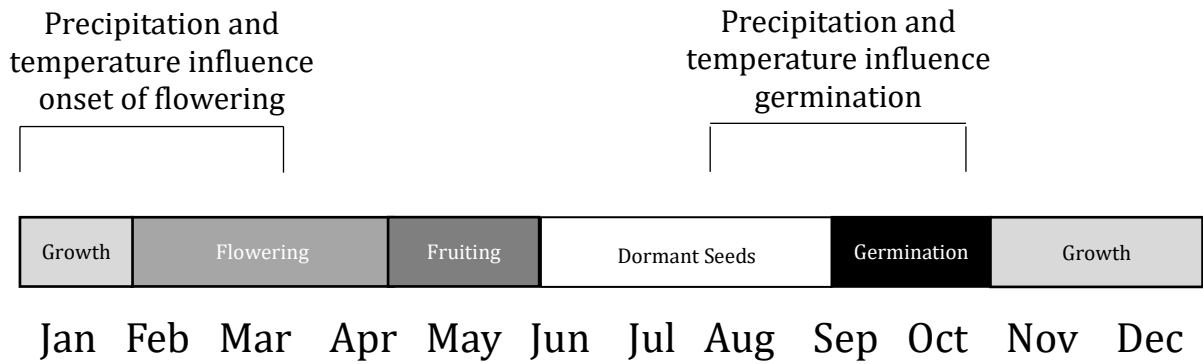 Precipitation and
temperature influence
onset of flowering
Precipitation and
temperature influence
germination
Growth Flowering Fruiting Dormant Seeds Germination Growth
Jan Feb Mar Apr May Jun Jul Aug Sep Oct Nov Dec